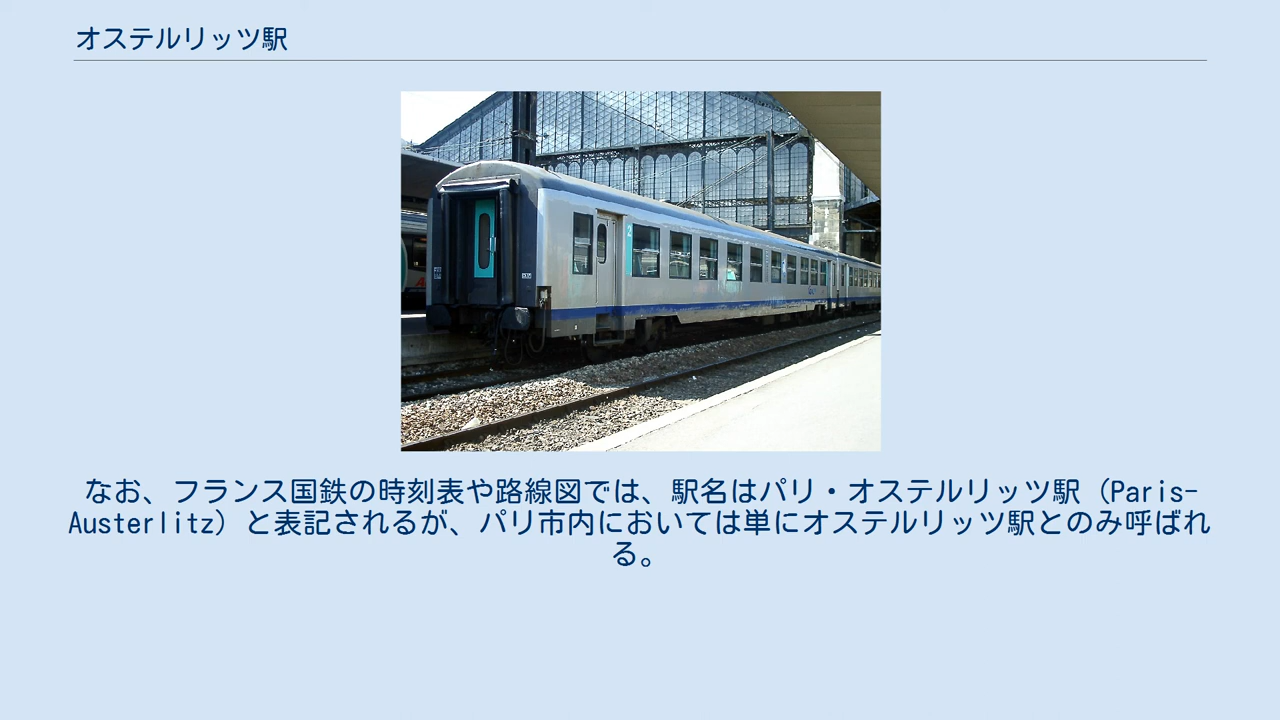 オステルリッツ駅
2
なお、フランス国鉄の時刻表や路線図では、駅名はパリ・オステルリッツ駅（Paris-
Austerlitz）と表記されるが、パリ市内においては単にオステルリッツ駅とのみ呼ばれ
る。